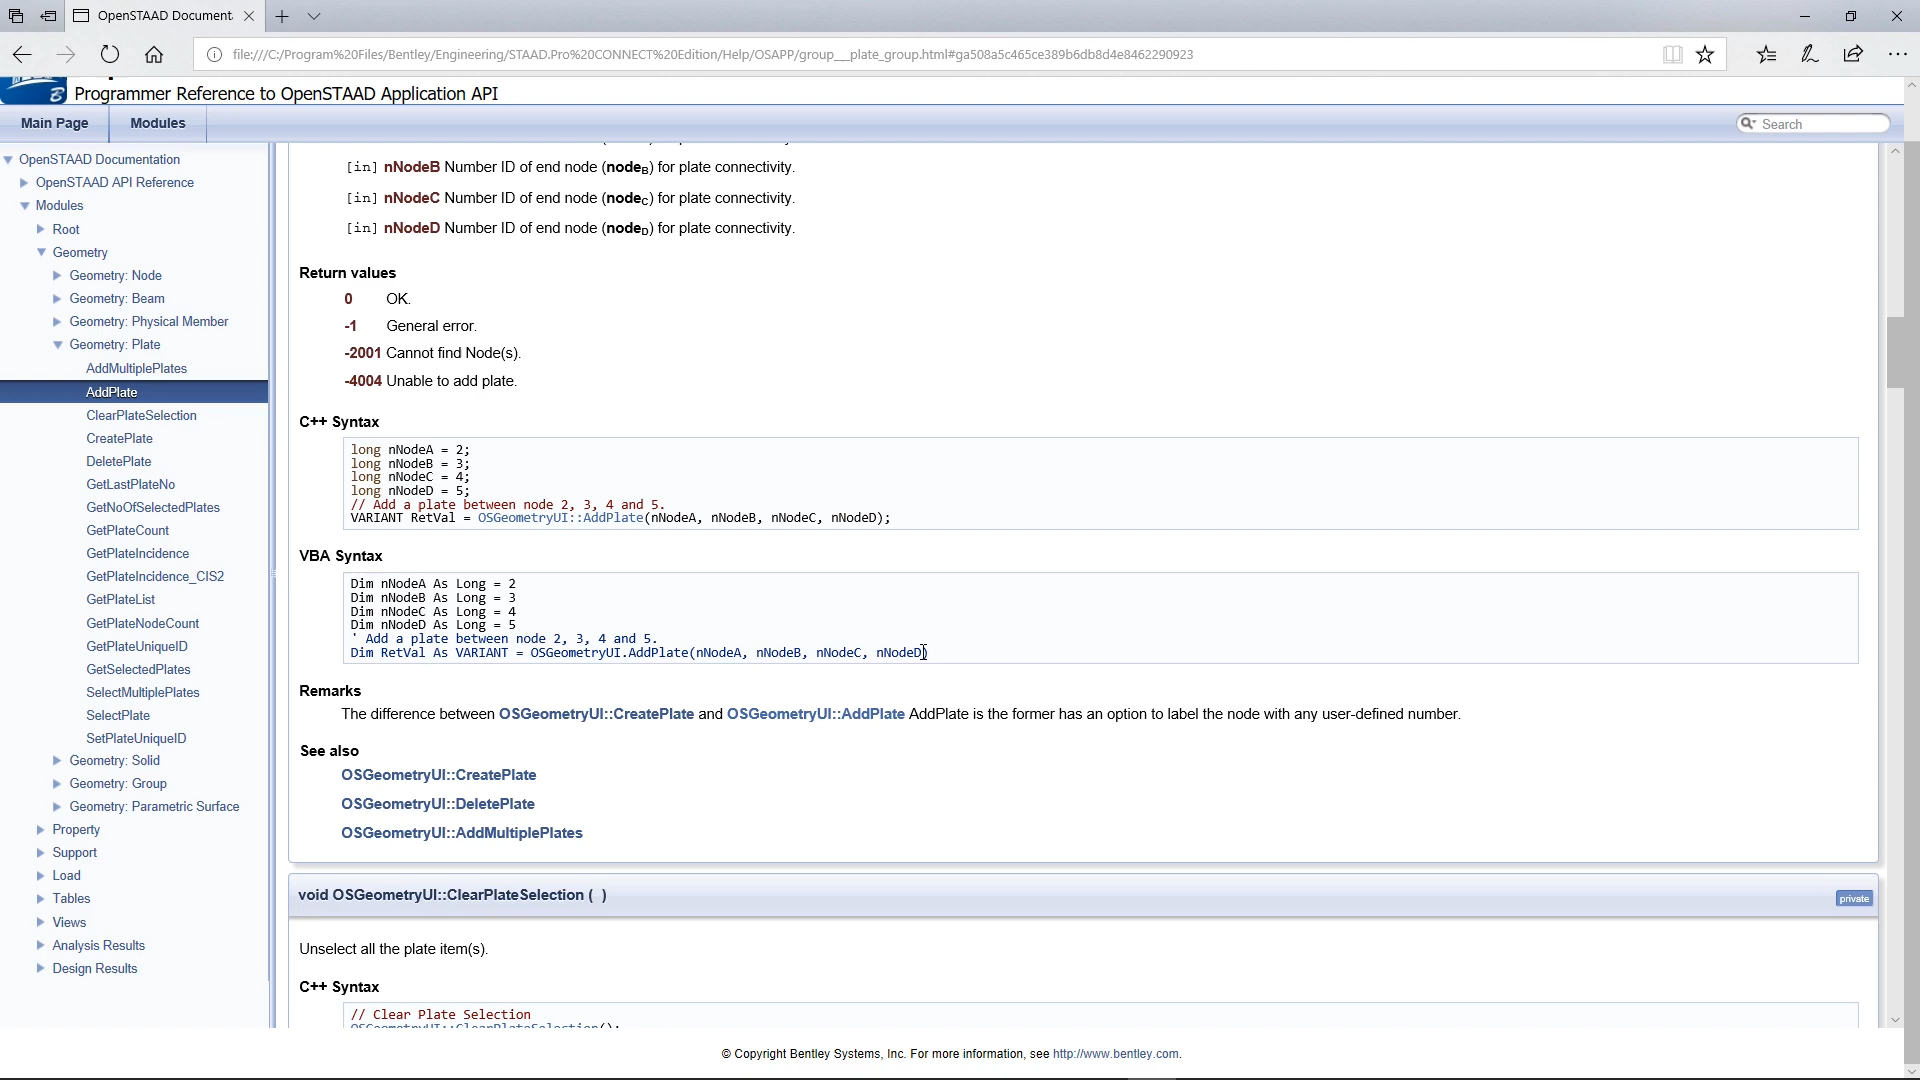 OpenSTAAD Document
file:///C:/Program%20Files/Bentley/Engineering/STAAD.Pro%20CONNECT%20Edition/Help/OSAPP/group__plate_group.html#ga508a5c465ce389b6db8d4e8462290923
Programmer Reference to OpenSTAAD Application API
Main Page
Modules
Search
OpenSTAAD Documentation
OpenSTAAD API Reference
Modules
Root
Geometry
Geometry: Node
Geometry: Beam
Geometry: Physical Member
Geometry: Plate
AddMultiplePlates
AddPlate
ClearPlateSelection
CreatePlate
DeletePlate
GetLastPlateNo
GetNoOfSelectedPlates
GetPlateCount
GetPlateIncidence
GetPlateIncidence_CIS2
GetPlateList
GetPlateNodeCount
GetPlateUniqueID
GetSelectedPlates
SelectMultiplePlates
SelectPlate
SetPlateUniqueID
Geometry: Solid
Geometry: Group
Geometry: Parametric Surface
Property
Support
Load
Tables
Views
Analysis Results
Design Results
[in] nNodeB Number ID of end node (nodeB) for plate connectivity.
[in] nNodeC Number ID of end node (nodeC) for plate connectivity.
[in] nNodeD Number ID of end node (nodeD) for plate connectivity.
Return values
0 OK.
-1 General error.
-2001 Cannot find Node(s).
-4004 Unable to add plate.
C++ Syntax
long nNodeA = 2;
long nNodeB = 3;
long nNodeC = 4;
long nNodeD = 5;
// Add a plate between node 2, 3, 4 and 5.
VARIANT RetVal = OSGeometryUI::AddPlate(nNodeA, nNodeB, nNodeC, nNodeD);
VBA Syntax
Dim nNodeA As Long = 2
Dim nNodeB As Long = 3
Dim nNodeC As Long = 4
Dim nNodeD As Long = 5
' Add a plate between node 2, 3, 4 and 5.
Dim RetVal As VARIANT = OSGeometryUI.AddPlate(nNodeA, nNodeB, nNodeC, nNodeD)
Remarks
The difference between OSGeometryUI::CreatePlate and OSGeometryUI::AddPlate AddPlate is the former has an option to label the node with any user-defined number.
See also
OSGeometryUI::CreatePlate
OSGeometryUI::DeletePlate
OSGeometryUI::AddMultiplePlates
void OSGeometryUI::ClearPlateSelection ( )
private
Unselect all the plate item(s).
C++ Syntax
// Clear Plate Selection
OSGeometryUI::ClearPlateSelection();
© Copyright Bentley Systems, Inc. For more information, see http://www.bentley.com.